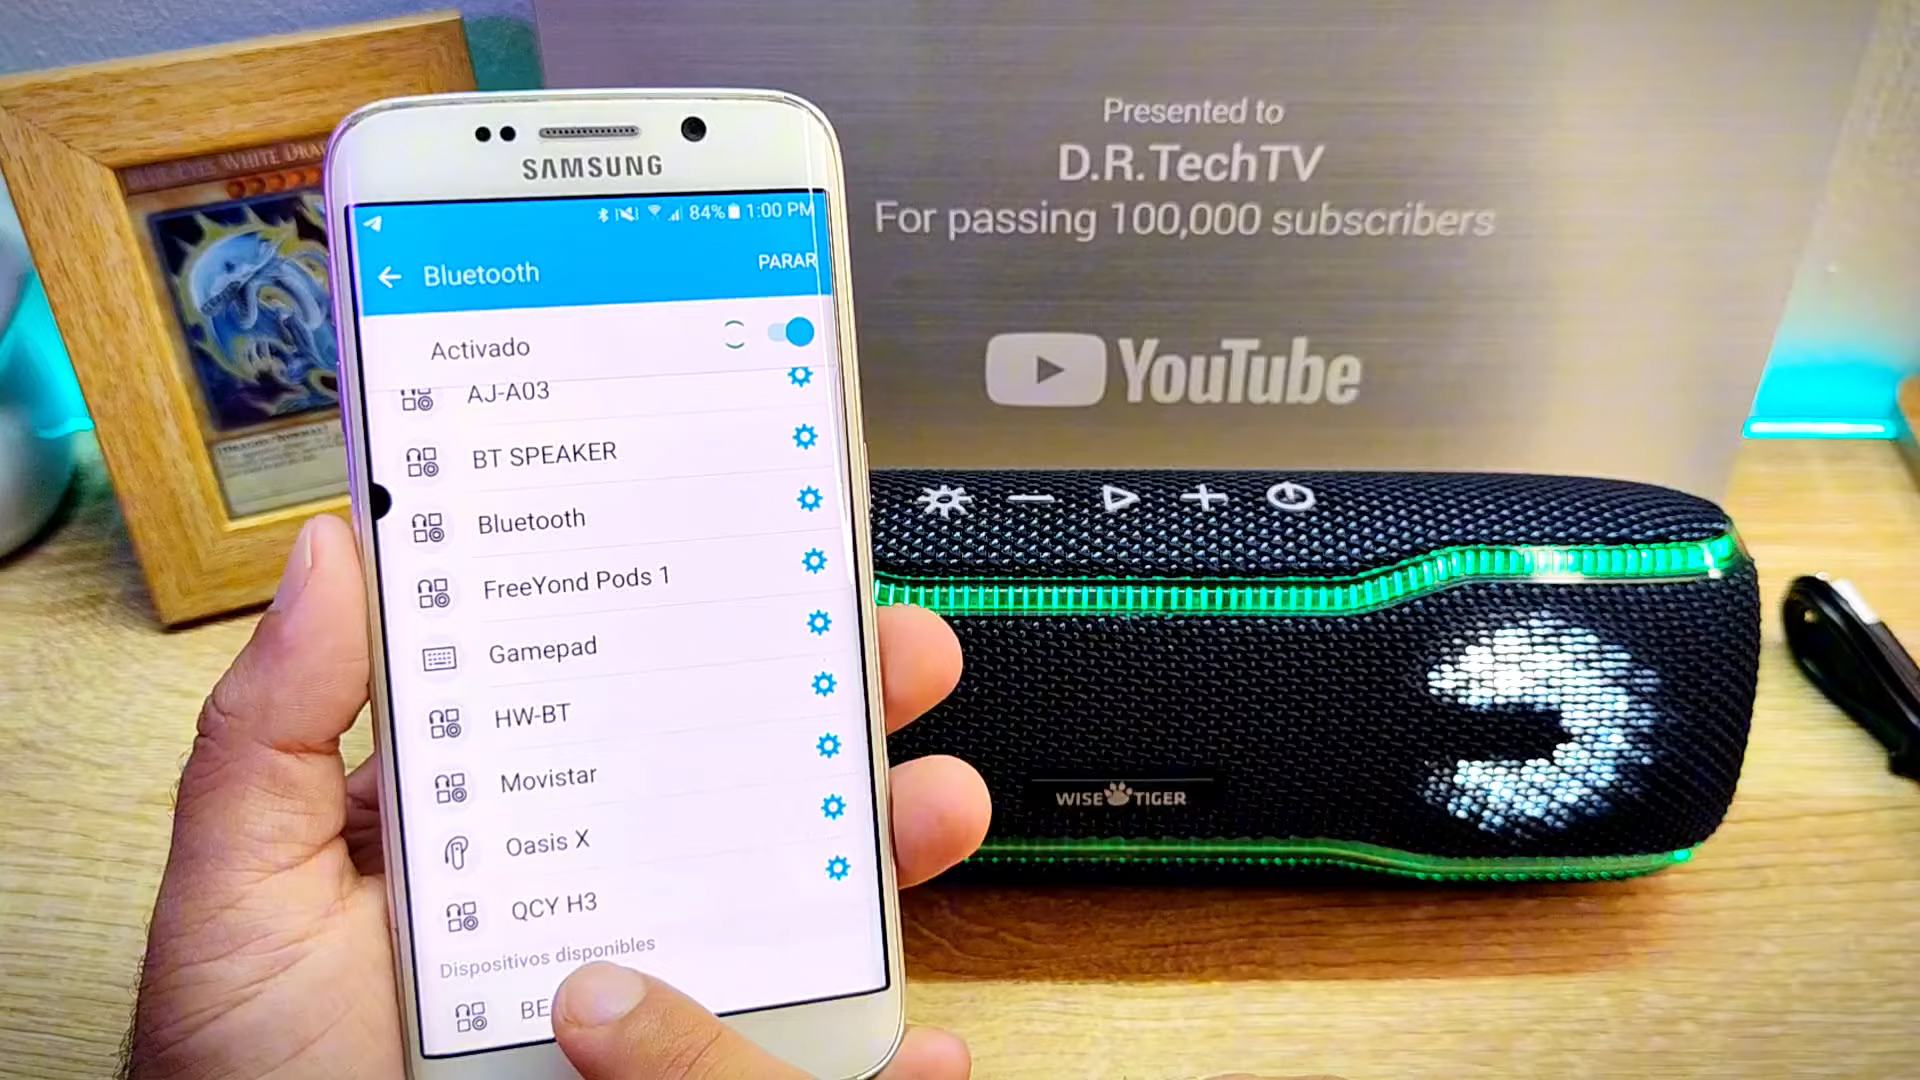 Presented to
D.R.TechTV
For passing 100,000 subscribers
YouTube
SAMSUNG
84% 1:00 PM
Bluetooth
PARAR
Activado
AJ-A03
BT SPEAKER
Bluetooth
FreeYond Pods 1
Gamepad
HW-BT
Movistar
Oasis X
QCY H3
Dispositivos disponibles
WISE TIGER